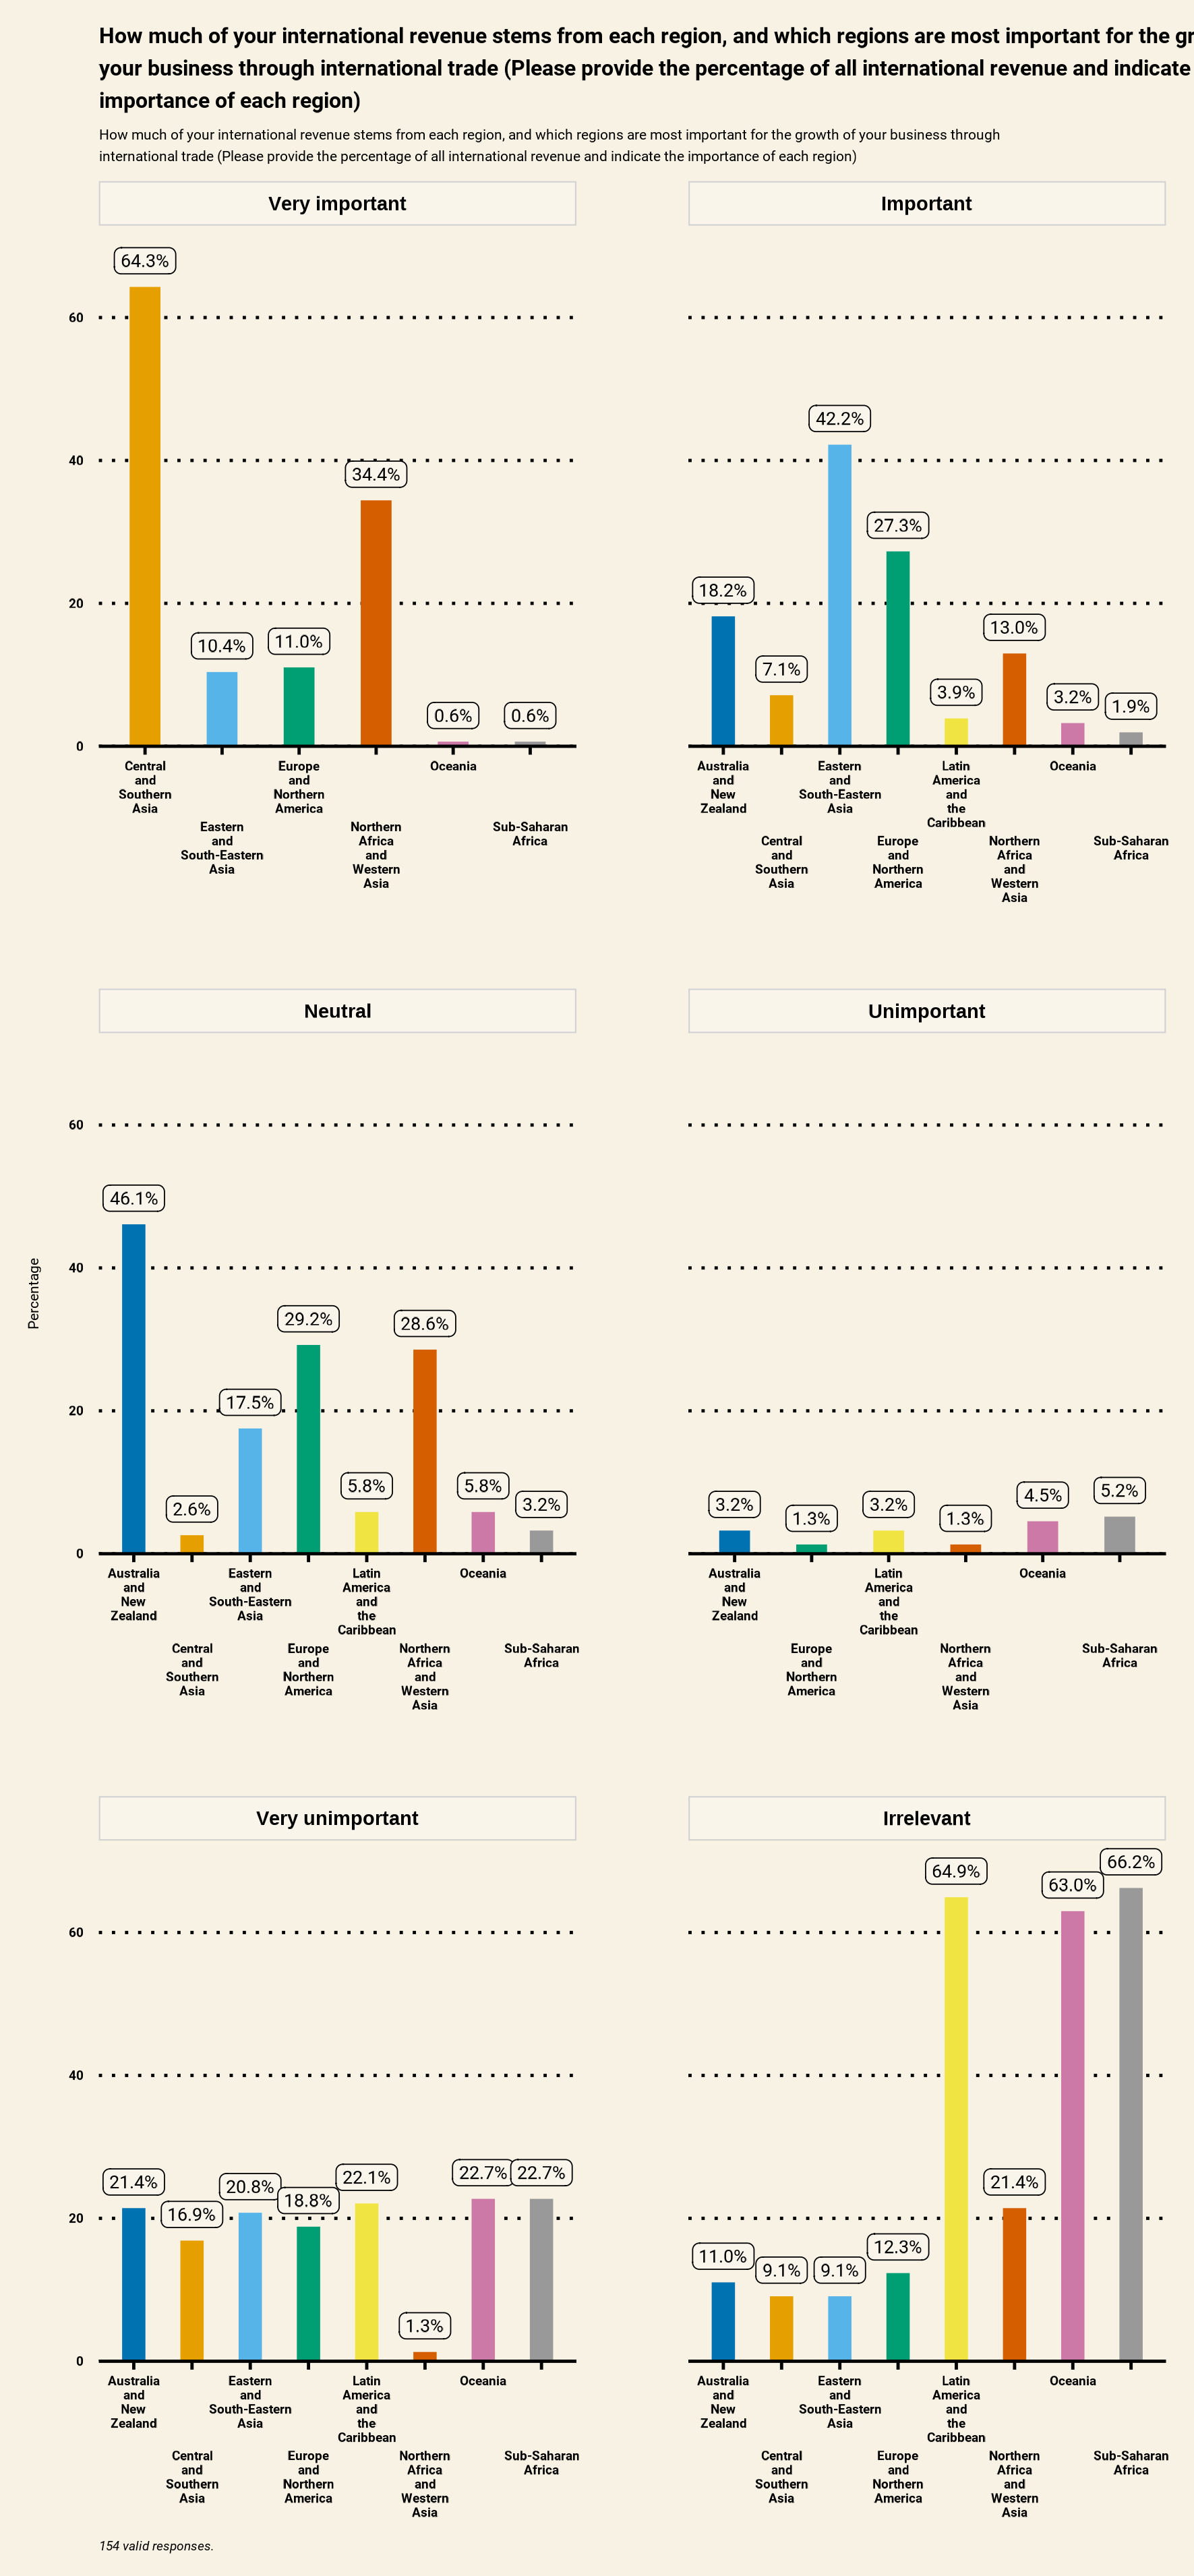 How much of your international revenue stems from each region, and which regions are most important for the gr
your business through international trade (Please provide the percentage of all international revenue and indicate
importance of each region)
How much of your international revenue stems from each region, and which regions are most important for the growth of your business through
international trade (Please provide the percentage of all international revenue and indicate the importance of each region)
Very important
64.3%
10.4%
11.0%
34.4%
0.6%
0.6%
60
40
20
0
Central
and
Southern
Asia
Eastern
and
South-Eastern
Asia
Europe
and
Northern
America
Northern
Africa
and
Western
Asia
Oceania
Sub-Saharan
Africa
Important
18.2%
7.1%
42.2%
27.3%
3.9%
13.0%
3.2%
1.9%
Australia
and
New
Zealand
Central
and
Southern
Asia
Eastern
and
South-Eastern
Asia
Europe
and
Northern
America
Latin
America
and
the
Caribbean
Northern
Africa
and
Western
Asia
Oceania
Sub-Saharan
Africa
Percentage
Neutral
46.1%
2.6%
17.5%
29.2%
5.8%
28.6%
5.8%
3.2%
60
40
20
0
Australia
and
New
Zealand
Central
and
Southern
Asia
Eastern
and
South-Eastern
Asia
Europe
and
Northern
America
Latin
America
and
the
Caribbean
Northern
Africa
and
Western
Asia
Oceania
Sub-Saharan
Africa
Unimportant
3.2%
1.3%
3.2%
1.3%
4.5%
5.2%
Australia
and
New
Zealand
Europe
and
Northern
America
Latin
America
and
the
Caribbean
Northern
Africa
and
Western
Asia
Oceania
Sub-Saharan
Africa
Very unimportant
21.4%
16.9%
20.8%
18.8%
22.1%
1.3%
22.7%
22.7%
60
40
20
0
Australia
and
New
Zealand
Central
and
Southern
Asia
Eastern
and
South-Eastern
Asia
Europe
and
Northern
America
Latin
America
and
the
Caribbean
Northern
Africa
and
Western
Asia
Oceania
Sub-Saharan
Africa
Irrelevant
11.0%
9.1%
9.1%
12.3%
64.9%
21.4%
63.0%
66.2%
Australia
and
New
Zealand
Central
and
Southern
Asia
Eastern
and
South-Eastern
Asia
Europe
and
Northern
America
Latin
America
and
the
Caribbean
Northern
Africa
and
Western
Asia
Oceania
Sub-Saharan
Africa
154 valid responses.